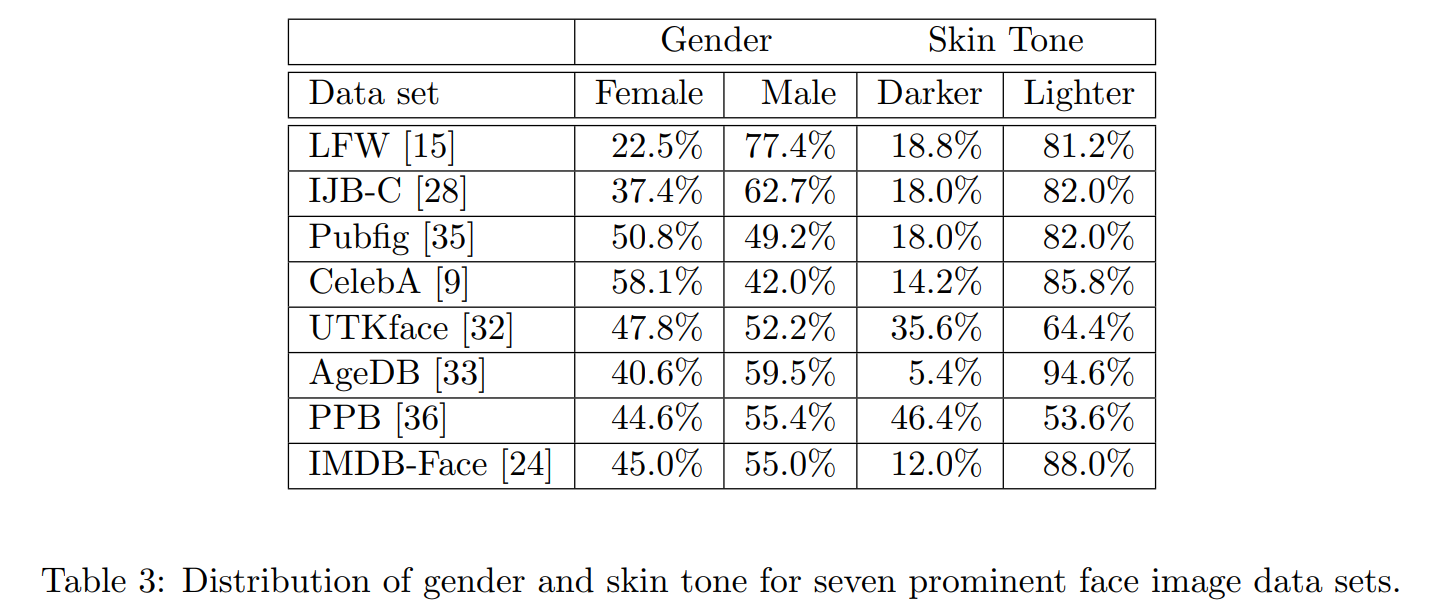 Gender Skin Tone
Data set Female Male Darker Lighter
LFW [15] 22.5% 77.4% 18.8% 81.2%
IJB-C [28] 37.4% 62.7% 18.0% 82.0%
Pubfig [35] 50.8% 49.2% 18.0% 82.0%
CelebA [9] 58.1% 42.0% 14.2% 85.8%
UTKface [32] 47.8% 52.2% 35.6% 64.4%
AgeDB [33] 40.6% 59.5% 5.4% 94.6%
PPB [36] 44.6% 55.4% 46.4% 53.6%
IMDB-Face [24] 45.0% 55.0% 12.0% 88.0%
Table 3: Distribution of gender and skin tone for seven prominent face image data sets.